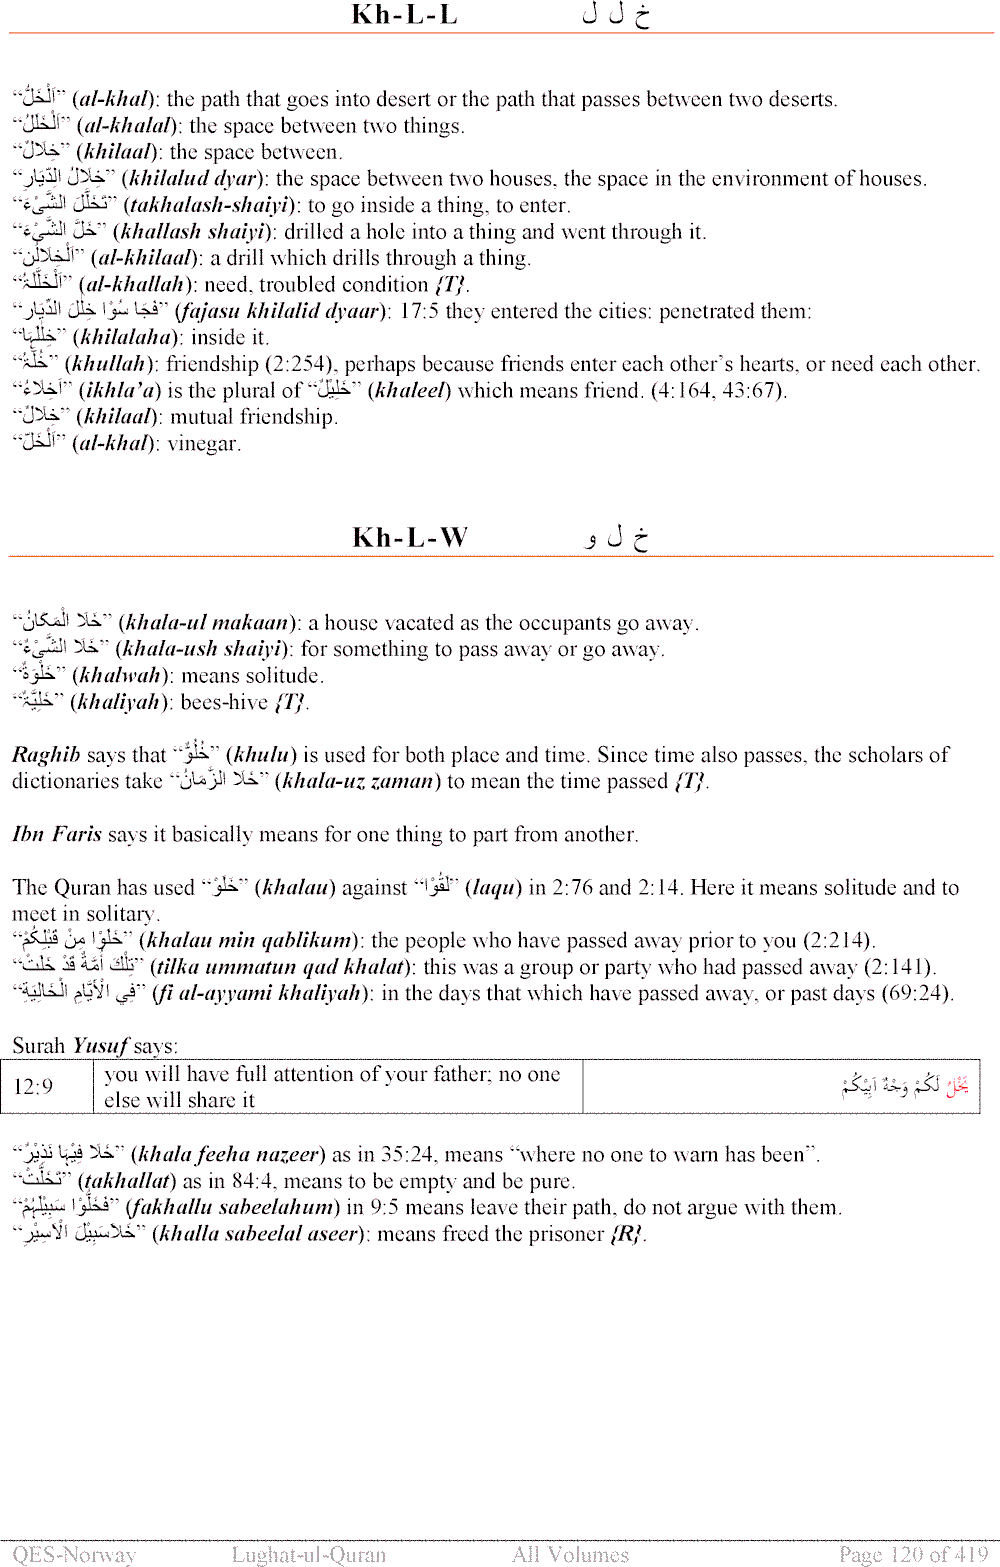 Kh-L-L خ ل ل
“اَلْخَلُّ” (al-khal): the path that goes into desert or the path that passes between two deserts.
“اَلْخَلَلُ” (al-khalal): the space between two things.
“خِلَالٌ” (khilaal): the space between.
“خِلَالُ الدِّيَارِ” (khilalud dyar): the space between two houses, the space in the environment of houses.
“تَخَلَّلَ الشَّيْءَ” (takhalash-shaiyi): to go inside a thing, to enter.
“خَلَّ الشَّيْءَ” (khallash shaiyi): drilled a hole into a thing and went through it.
“اَلْخِلَالُن” (al-khilaal): a drill which drills through a thing.
“اَلْخَلَّۃُ” (al-khallah): need, troubled condition {T}.
“فَجَا سُوْا خِلٰلَ الدِّيَارِ” (fajasu khilalid dyaar): 17:5 they entered the cities: penetrated them:
“خِلٰلَہَا” (khilalaha): inside it.
“خُلَّۃٌ” (khullah): friendship (2:254), perhaps because friends enter each other’s hearts, or need each other.
“اَخِلاءُ” (ikhla’a) is the plural of “خَلِيْلٌ” (khaleel) which means friend. (4:164, 43:67).
“خِلَالٌ” (khilaal): mutual friendship.
“اَلْخَلّ” (al-khal): vinegar.
Kh-L-W خ ل و
“خَلَا الْمَکَانُ” (khala-ul makaan): a house vacated as the occupants go away.
“خَلَا الشَّيْءُ” (khala-ush shaiyi): for something to pass away or go away.
“خَلْوَۃٌ” (khalwah): means solitude.
“خَلِيَّۃٌ” (khaliyah): bees-hive {T}.
Raghib says that “خُلُوٌّ” (khulu) is used for both place and time. Since time also passes, the scholars of
dictionaries take “خَلَا الزَّمَانُ” (khala-uz zaman) to mean the time passed {T}.
Ibn Faris says it basically means for one thing to part from another.
The Quran has used “خَلَوْ” (khalau) against “لَقُوْا” (laqu) in 2:76 and 2:14. Here it means solitude and to
meet in solitary.
“خَلَوْا مِنْ قَبْلِکُمْ” (khalau min qablikum): the people who have passed away prior to you (2:214).
“تِلْکَ اُمَّۃٌ قَدْ خَلَتْ” (tilka ummatun qad khalat): this was a group or party who had passed away (2:141).
“فِي الْاَيَّامِ الْخَالِيَۃِ” (fi al-ayyami khaliyah): in the days that which have passed away, or past days (69:24).
Surah Yusuf says:
12:9 you will have full attention of your father; no one يَخْلُ لَکُمْ وَجْہُ اَبِيْکُمْ
else will share it
“خَلَا فِيْہَا نَذِيْرٌ” (khala feeha nazeer) as in 35:24, means “where no one to warn has been”.
“تَخَلَّتْ” (takhallat) as in 84:4, means to be empty and be pure.
“فَخَلُّوْا سَبِيْلَہُمْ” (fakhallu sabeelahum) in 9:5 means leave their path, do not argue with them.
“خَلَاسَبِيْلَ الْاَسِيْرِ” (khalla sabeelal aseer): means freed the prisoner {R}.
QES-Norway Lughat-ul-Quran All Volumes Page 120 of 419